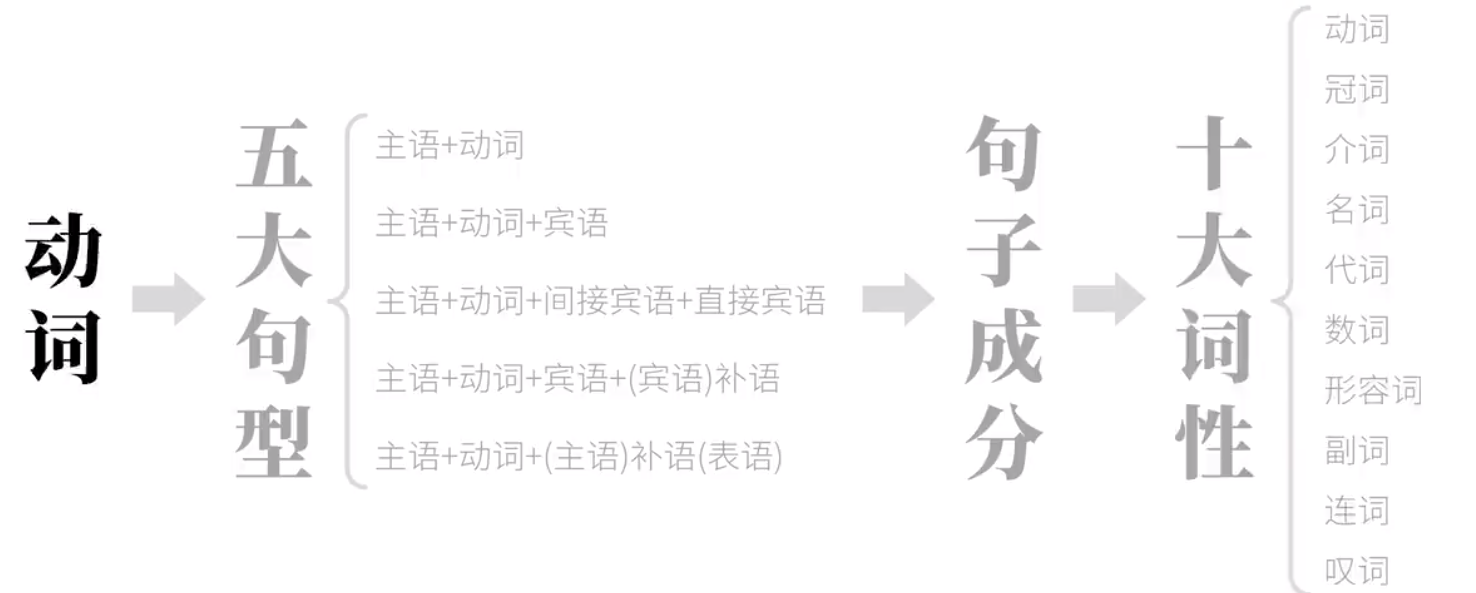 动词
五大句型
主语+动词
主语+动词+宾语
主语+动词+间接宾语+直接宾语
主语+动词+宾语+(宾语)补语
主语+动词+(主语)补语(表语)
句子成分
十大词性
动词
冠词
介词
名词
代词
数词
形容词
副词
连词
叹词